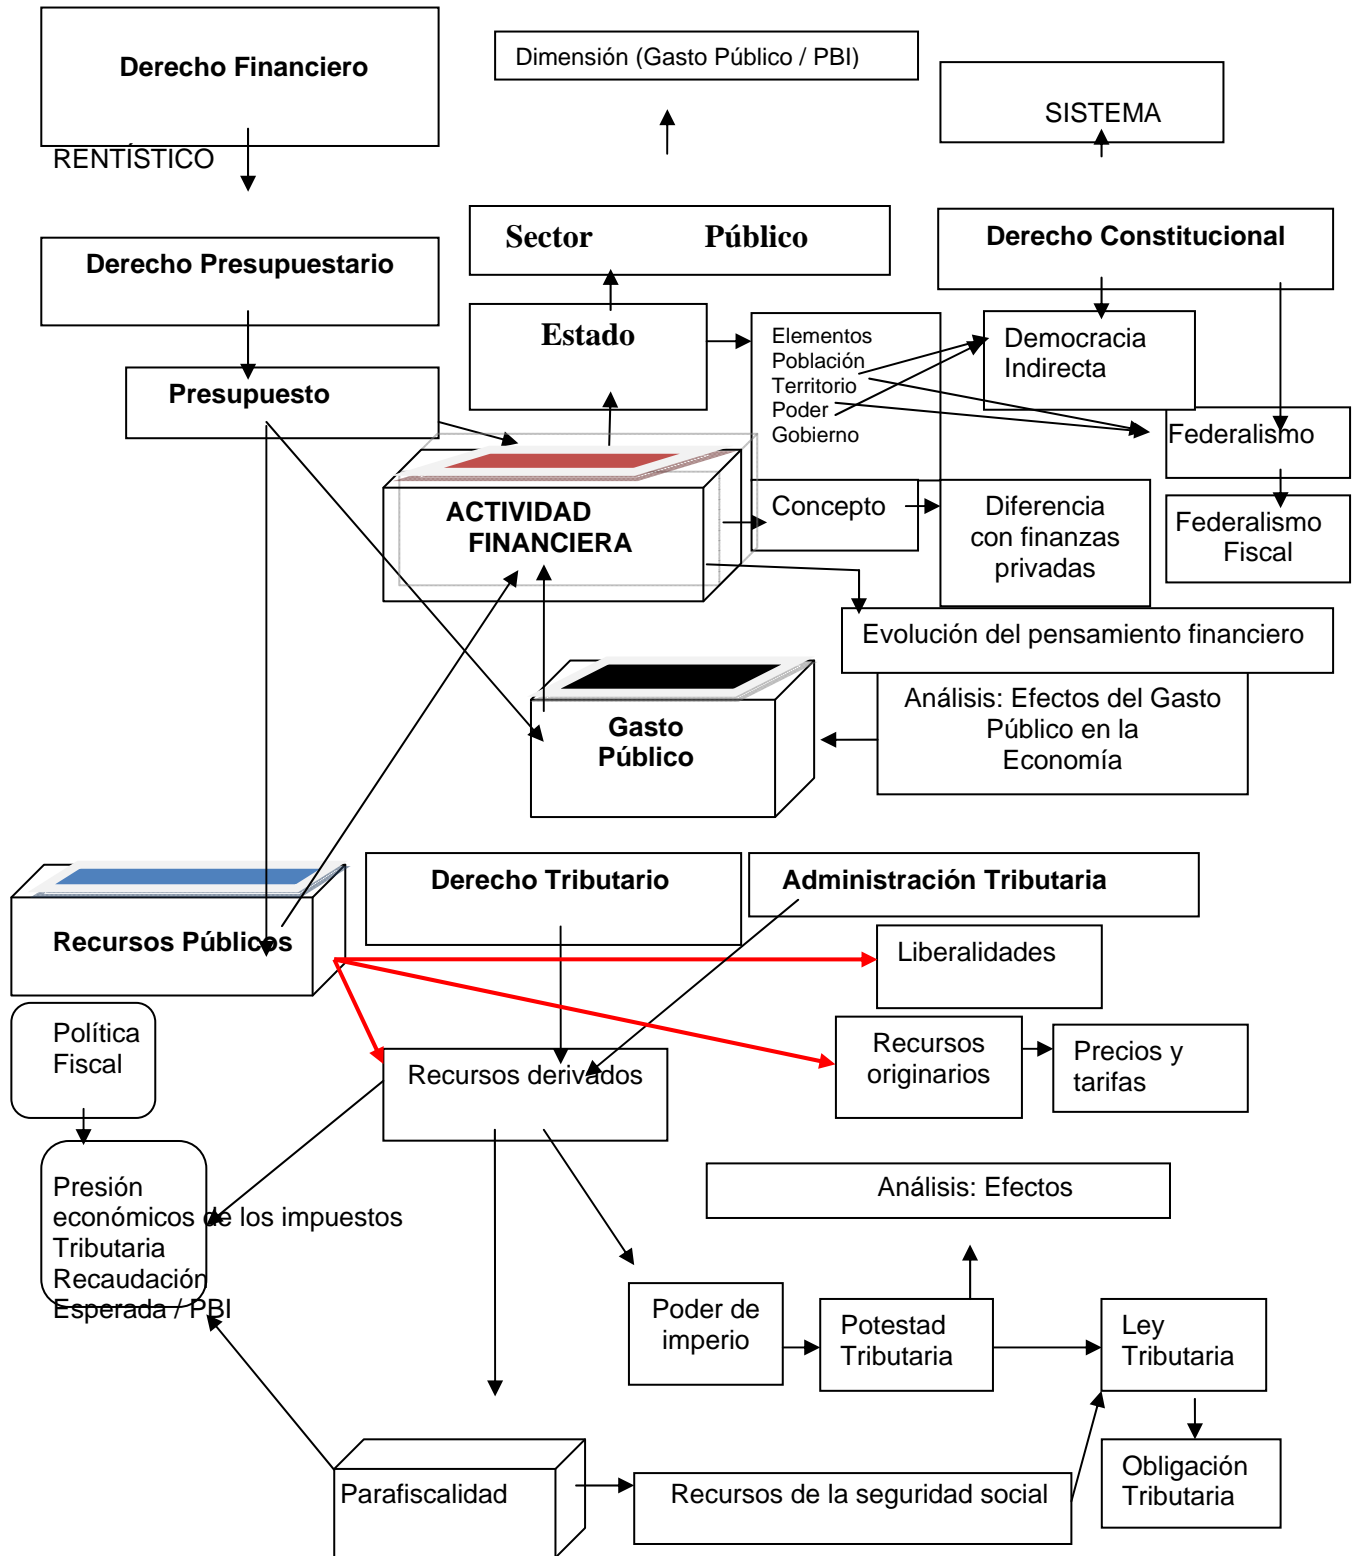 Derecho Financiero
Dimensión (Gasto Público / PBI)
SISTEMA
RENTÍSTICO
Sector Público
Derecho Constitucional
Derecho Presupuestario
Estado
Elementos
Población
Territorio
Poder
Gobierno
Democracia
Indirecta
Presupuesto
Federalismo
ACTIVIDAD
FINANCIERA
Concepto
Diferencia
con finanzas
privadas
Federalismo
Fiscal
Evolución del pensamiento financiero
Análisis: Efectos del Gasto
Público en la
Economía
Gasto
Público
Derecho Tributario
Administración Tributaria
Recursos Públicos
Liberalidades
Política
Fiscal
Recursos derivados
Recursos
originarios
Precios y
tarifas
Análisis: Efectos
Presión
económicos de los impuestos
Tributaria
Recaudación
Esperada / PBI
Poder de
imperio
Potestad
Tributaria
Ley
Tributaria
Parafiscalidad
Recursos de la seguridad social
Obligación
Tributaria